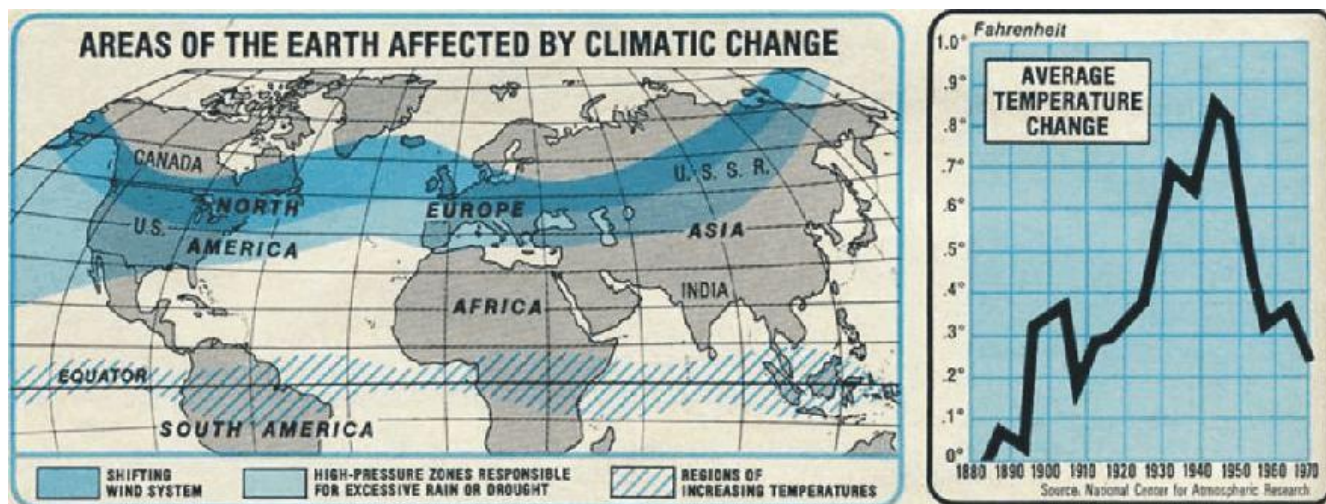 AREAS OF THE EARTH AFFECTED BY CLIMATIC CHANGE
CANADA
U.S.
NORTH
AMERICA
EUROPE
U. S. S. R.
ASIA
AFRICA
INDIA
EQUATOR
SOUTH AMERICA
SHIFTING
WIND SYSTEM
HIGH-PRESSURE ZONES RESPONSIBLE
FOR EXCESSIVE RAIN OR DROUGHT
REGIONS OF
INCREASING TEMPERATURES
Fahrenheit
AVERAGE
TEMPERATURE
CHANGE
1.0°
.9°
.8°
.7°
.6°
.5°
.4°
.3°
.2°
.1°
0°
1880 1890 1900 1910 1920 1930 1940 1950 1960 1970
Source: National Center for Atmospheric Research